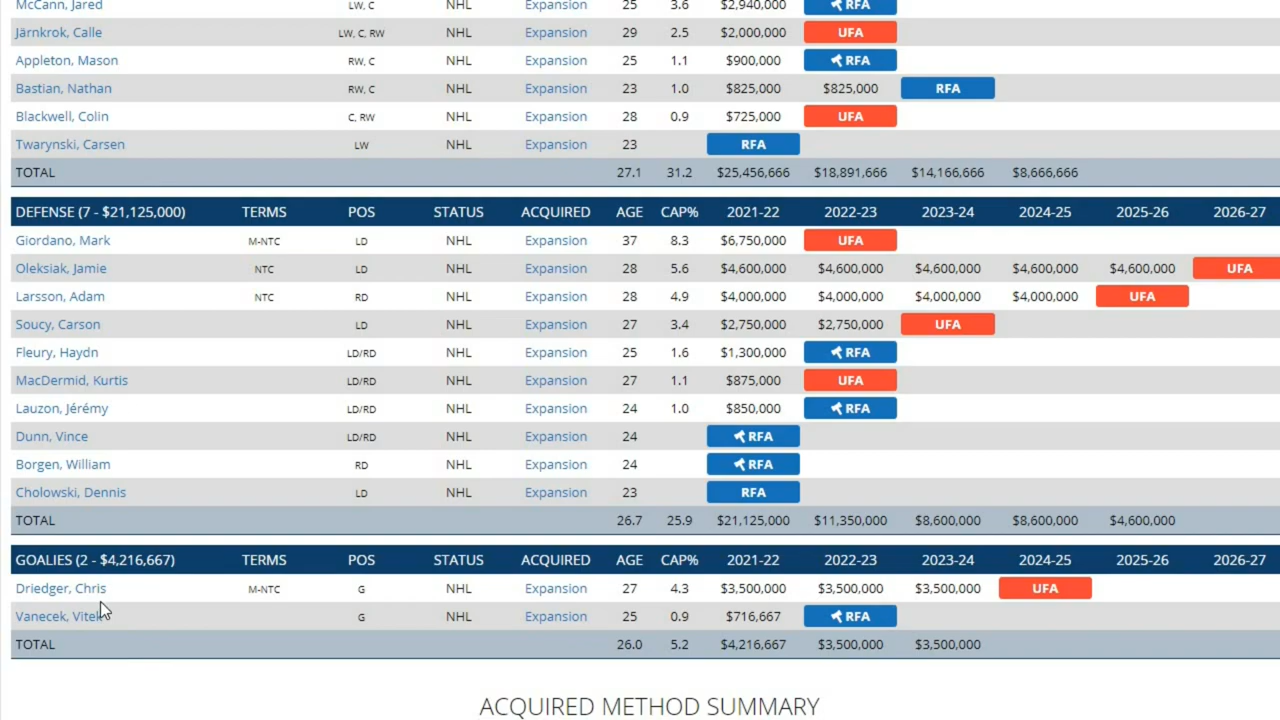 McCann, Jared LW, C NHL Expansion 25 3.6 $2,940,000 RFA
Järnkrok, Calle LW, C, RW NHL Expansion 29 2.5 $2,000,000 UFA
Appleton, Mason RW, C NHL Expansion 25 1.1 $900,000 RFA
Bastian, Nathan RW, C NHL Expansion 23 1.0 $825,000 $825,000 RFA
Blackwell, Colin C, RW NHL Expansion 28 0.9 $725,000 UFA
Twarynski, Carsen LW NHL Expansion 23 RFA
TOTAL 27.1 31.2 $25,456,666 $18,891,666 $14,166,666 $8,666,666
DEFENSE (7 - $21,125,000) TERMS POS STATUS ACQUIRED AGE CAP% 2021-22 2022-23 2023-24 2024-25 2025-26 2026-27
Giordano, Mark M-NTC LD NHL Expansion 37 8.3 $6,750,000 UFA
Oleksiak, Jamie NTC LD NHL Expansion 28 5.6 $4,600,000 $4,600,000 $4,600,000 $4,600,000 $4,600,000 UFA
Larsson, Adam NTC RD NHL Expansion 28 4.9 $4,000,000 $4,000,000 $4,000,000 $4,000,000 UFA
Soucy, Carson LD NHL Expansion 27 3.4 $2,750,000 $2,750,000 UFA
Fleury, Haydn LD/RD NHL Expansion 25 1.6 $1,300,000 RFA
MacDermid, Kurtis LD/RD NHL Expansion 27 1.1 $875,000 UFA
Lauzon, Jérémy LD/RD NHL Expansion 24 1.0 $850,000 RFA
Dunn, Vince LD/RD NHL Expansion 24 RFA
Borgen, William RD NHL Expansion 24 RFA
Cholowski, Dennis LD NHL Expansion 23 RFA
TOTAL 26.7 25.9 $21,125,000 $11,350,000 $8,600,000 $8,600,000 $4,600,000
GOALIES (2 - $4,216,667) TERMS POS STATUS ACQUIRED AGE CAP% 2021-22 2022-23 2023-24 2024-25 2025-26 2026-27
Driedger, Chris M-NTC G NHL Expansion 27 4.3 $3,500,000 $3,500,000 $3,500,000 UFA
Vanecek, Vitek G NHL Expansion 25 0.9 $716,667 RFA
TOTAL 26.0 5.2 $4,216,667 $3,500,000 $3,500,000
ACQUIRED METHOD SUMMARY